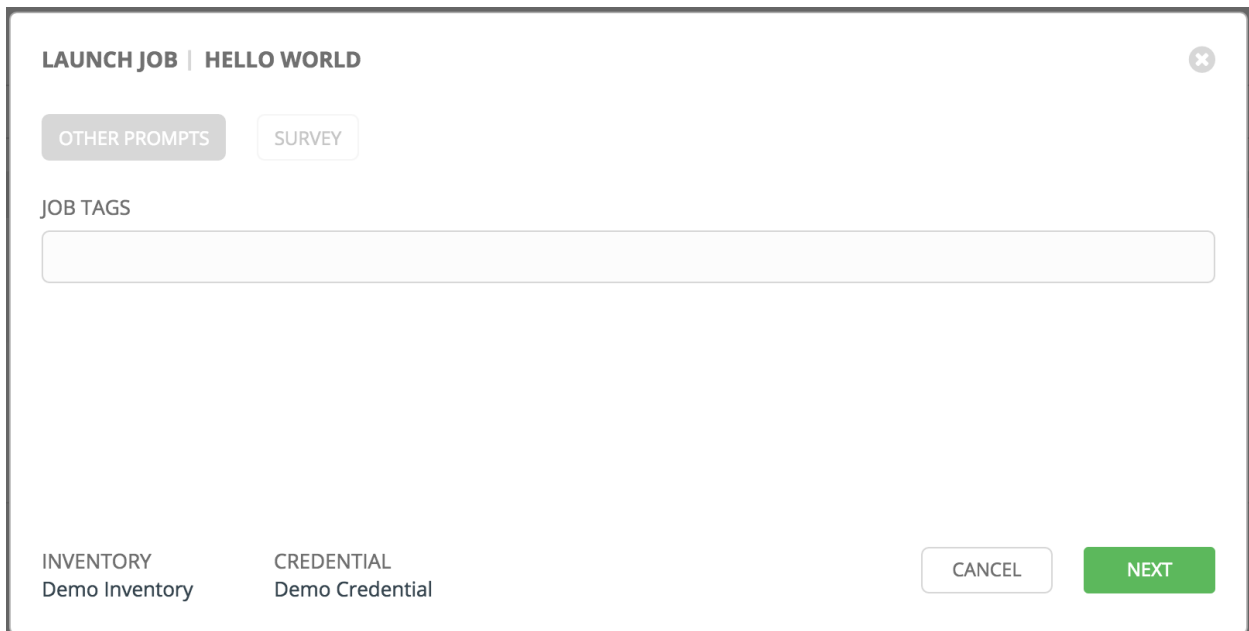 LAUNCH JOB | HELLO WORLD
OTHER PROMPTS SURVEY
JOB TAGS
INVENTORY CREDENTIAL
Demo Inventory Demo Credential
CANCEL NEXT